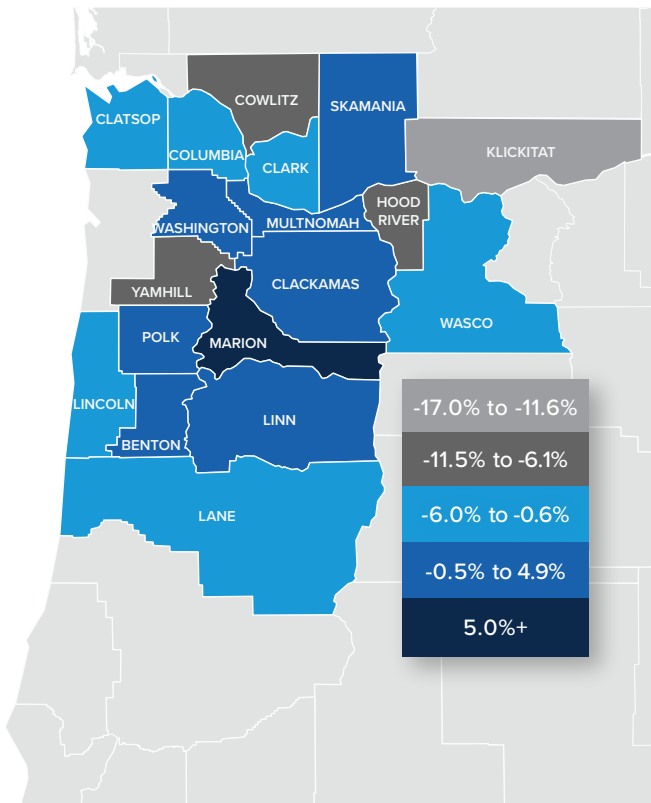 COWLITZ
SKAMANIA
CLATSOP
COLUMBIA
CLARK
KLICKITAT
HOOD
RIVER
WASHINGTON
MULTNOMAH
CLACKAMAS
YAMHILL
WASCO
POLK
MARION
LINCOLN
BENTON
LINN
LANE
-17.0% to -11.6%
-11.5% to -6.1%
-6.0% to -0.6%
-0.5% to 4.9%
5.0%+